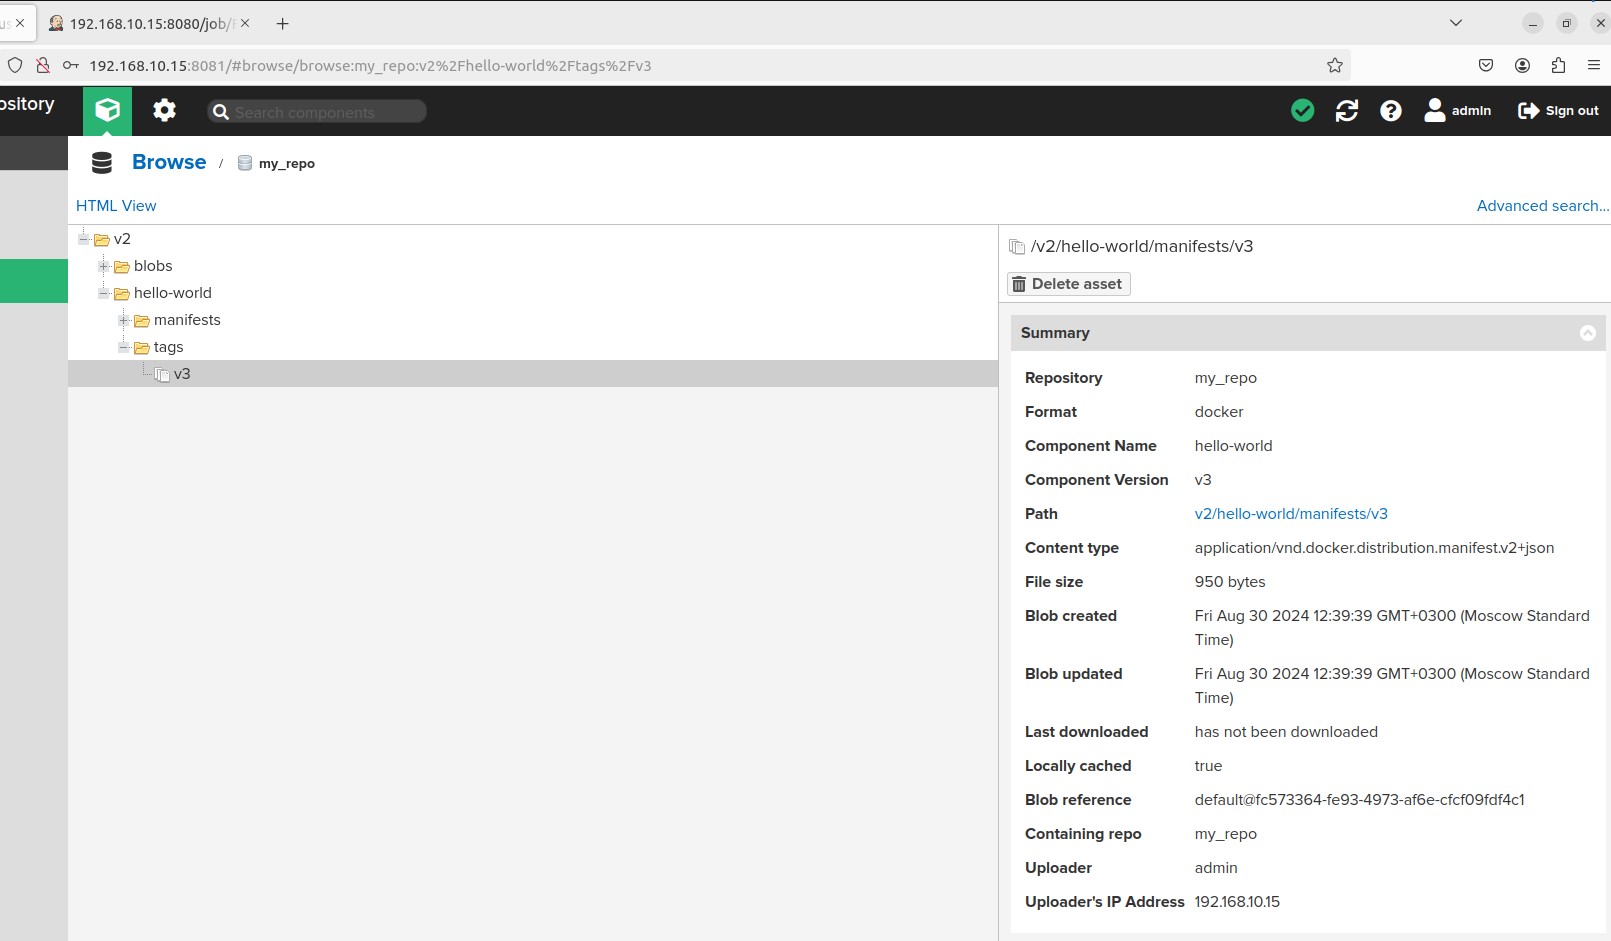 192.168.10.15:8080/job/
192.168.10.15:8081/#browse/browse:my_repo:v2%2Fhello-world%2Ftags%2Fv3
ository
Search components
admin
Sign out
Browse / my_repo
HTML View
Advanced search...
v2
blobs
hello-world
manifests
tags
v3
/v2/hello-world/manifests/v3
Delete asset
Summary
Repository my_repo
Format docker
Component Name hello-world
Component Version v3
Path v2/hello-world/manifests/v3
Content type application/vnd.docker.distribution.manifest.v2+json
File size 950 bytes
Blob created Fri Aug 30 2024 12:39:39 GMT+0300 (Moscow Standard
Time)
Blob updated Fri Aug 30 2024 12:39:39 GMT+0300 (Moscow Standard
Time)
Last downloaded has not been downloaded
Locally cached true
Blob reference default@fc573364-fe93-4973-af6e-cfcf09fdf4c1
Containing repo my_repo
Uploader admin
Uploader's IP Address 192.168.10.15